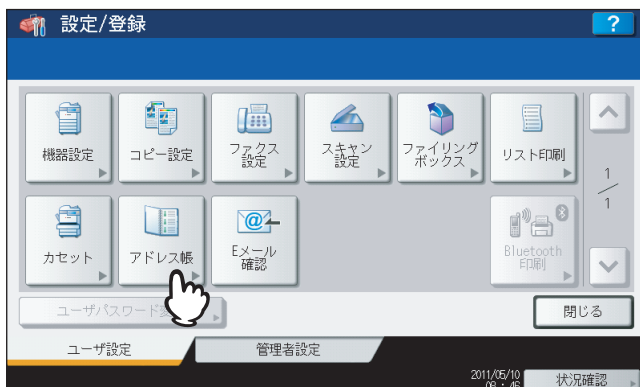 設定/登録
?
機器設定
コピー設定
ファクス
設定
スキャン
設定
ファイリング
ボックス
リスト印刷
1
1
カセット
アドレス帳
@
Eメール
確認
Bluetooth
印刷
ユーザパスワード
閉じる
ユーザ設定
管理者設定
2011/05/10
08:46
状況確認